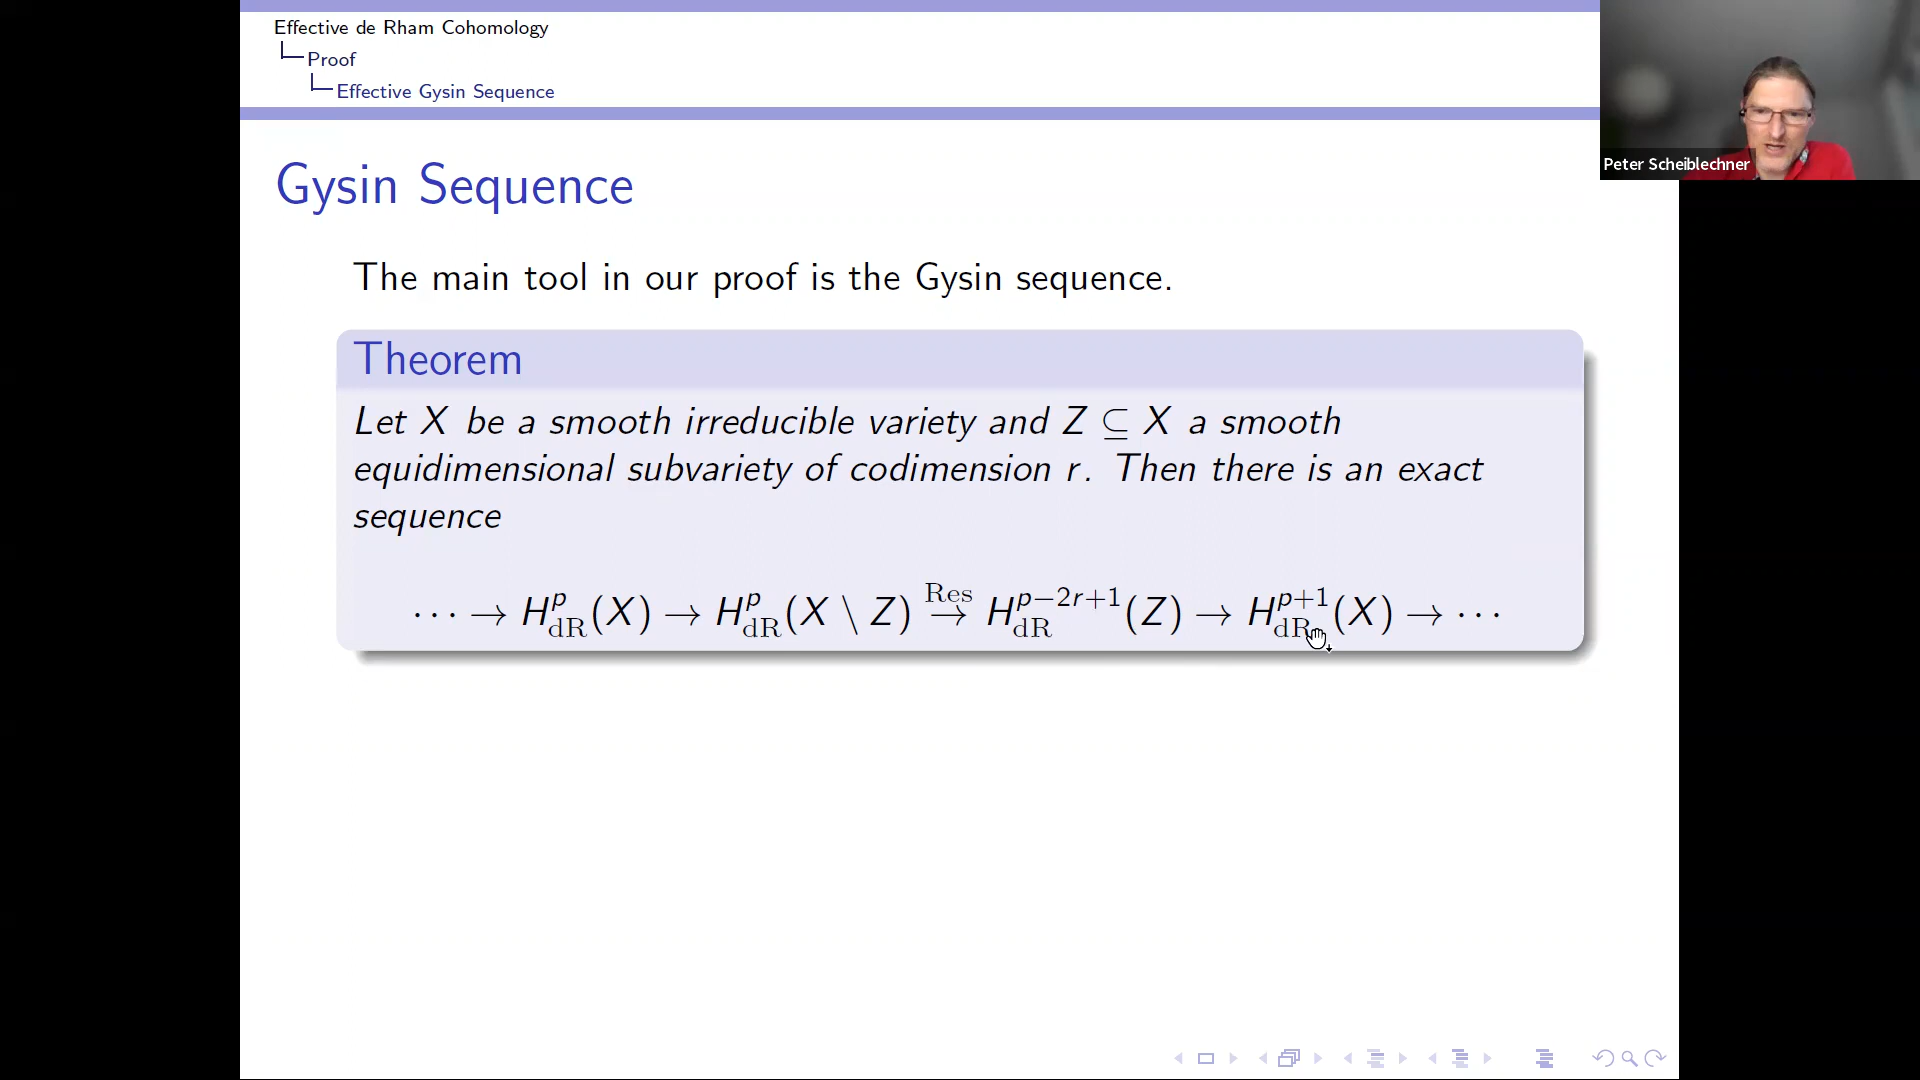 Effective de Rham Cohomology
Proof
Effective Gysin Sequence
Peter Scheiblechner
Gysin Sequence
The main tool in our proof is the Gysin sequence.
Theorem
Let X be a smooth irreducible variety and Z ⊆ X a smooth
equidimensional subvariety of codimension r. Then there is an exact
sequence
⋯ → H^p_dR(X) → H^p_dR(X \ Z) →^Res H^{p−2r+1}_dR(Z) → H^{p+1}_dR(X) → ⋯